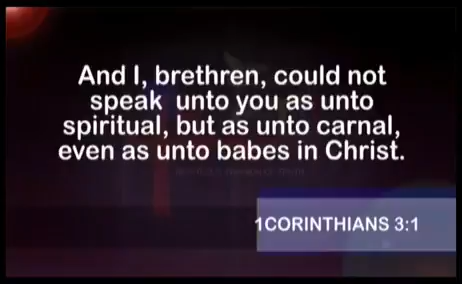 And I, brethren, could not
speak unto you as unto
spiritual, but as unto carnal,
even as unto babes in Christ.
1CORINTHIANS 3:1